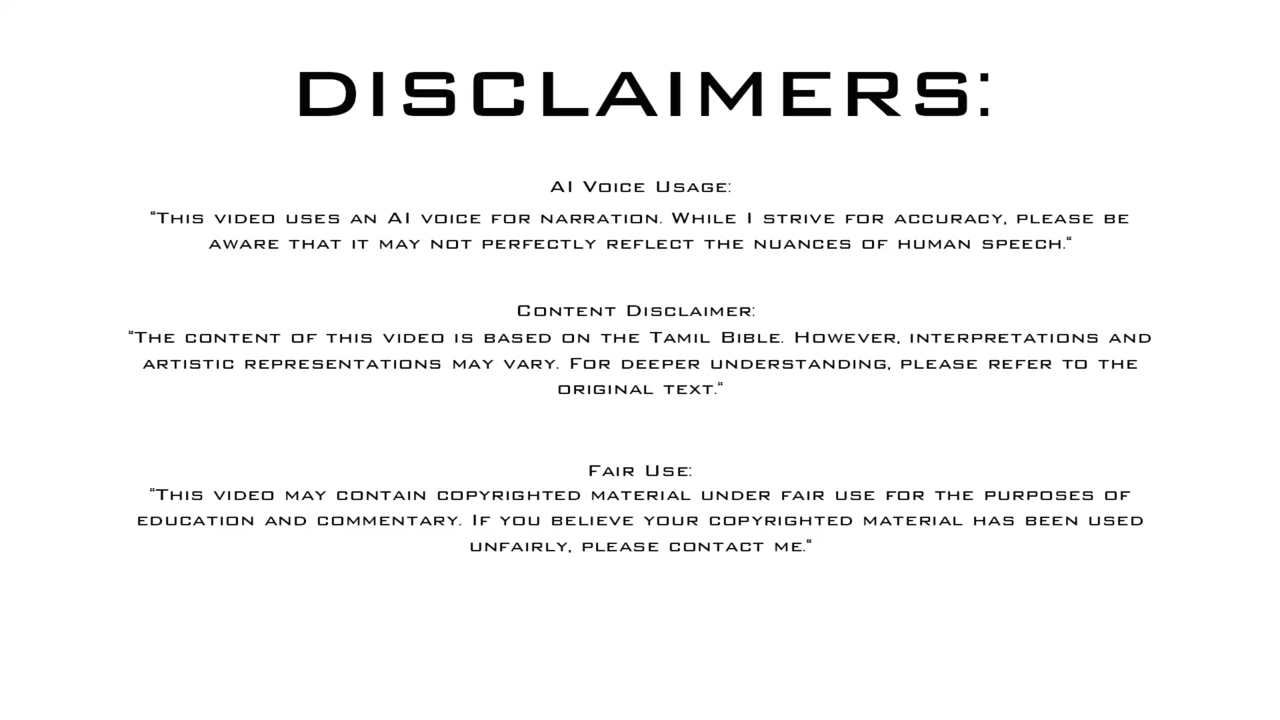 DISCLAIMERS:
AI Voice Usage:
"This video uses an AI voice for narration. While I strive for accuracy, please be
aware that it may not perfectly reflect the nuances of human speech."
Content Disclaimer:
"The content of this video is based on the Tamil Bible. However, interpretations and
artistic representations may vary. For deeper understanding, please refer to the
original text."
Fair Use:
"This video may contain copyrighted material under fair use for the purposes of
education and commentary. If you believe your copyrighted material has been used
unfairly, please contact me."